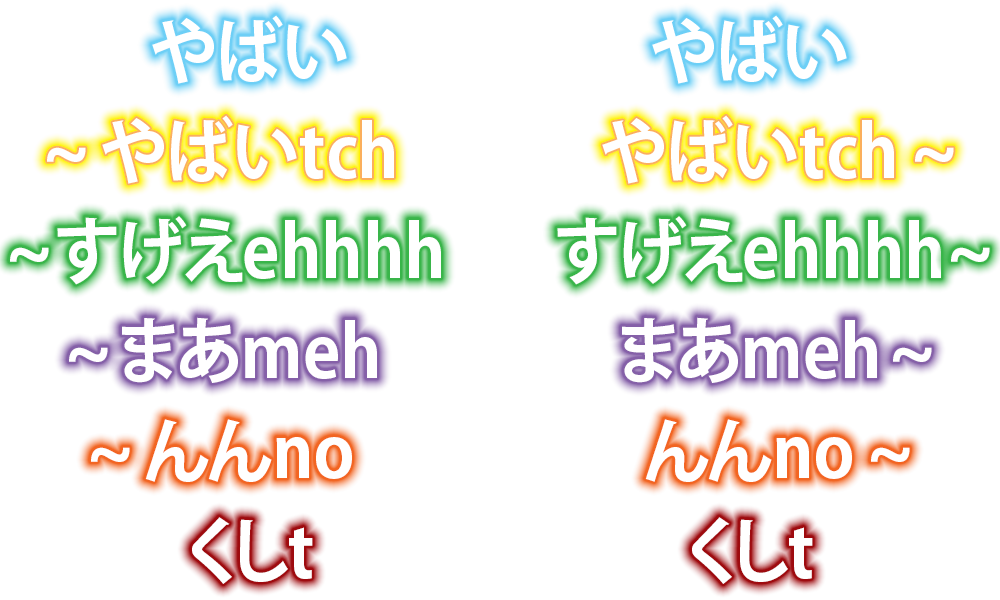 やばい やばい
~やばいtch やばいtch~
~すげえehhhh すげえehhhh~
~まあmeh まあmeh~
~んんno んんno~
くしt くしt